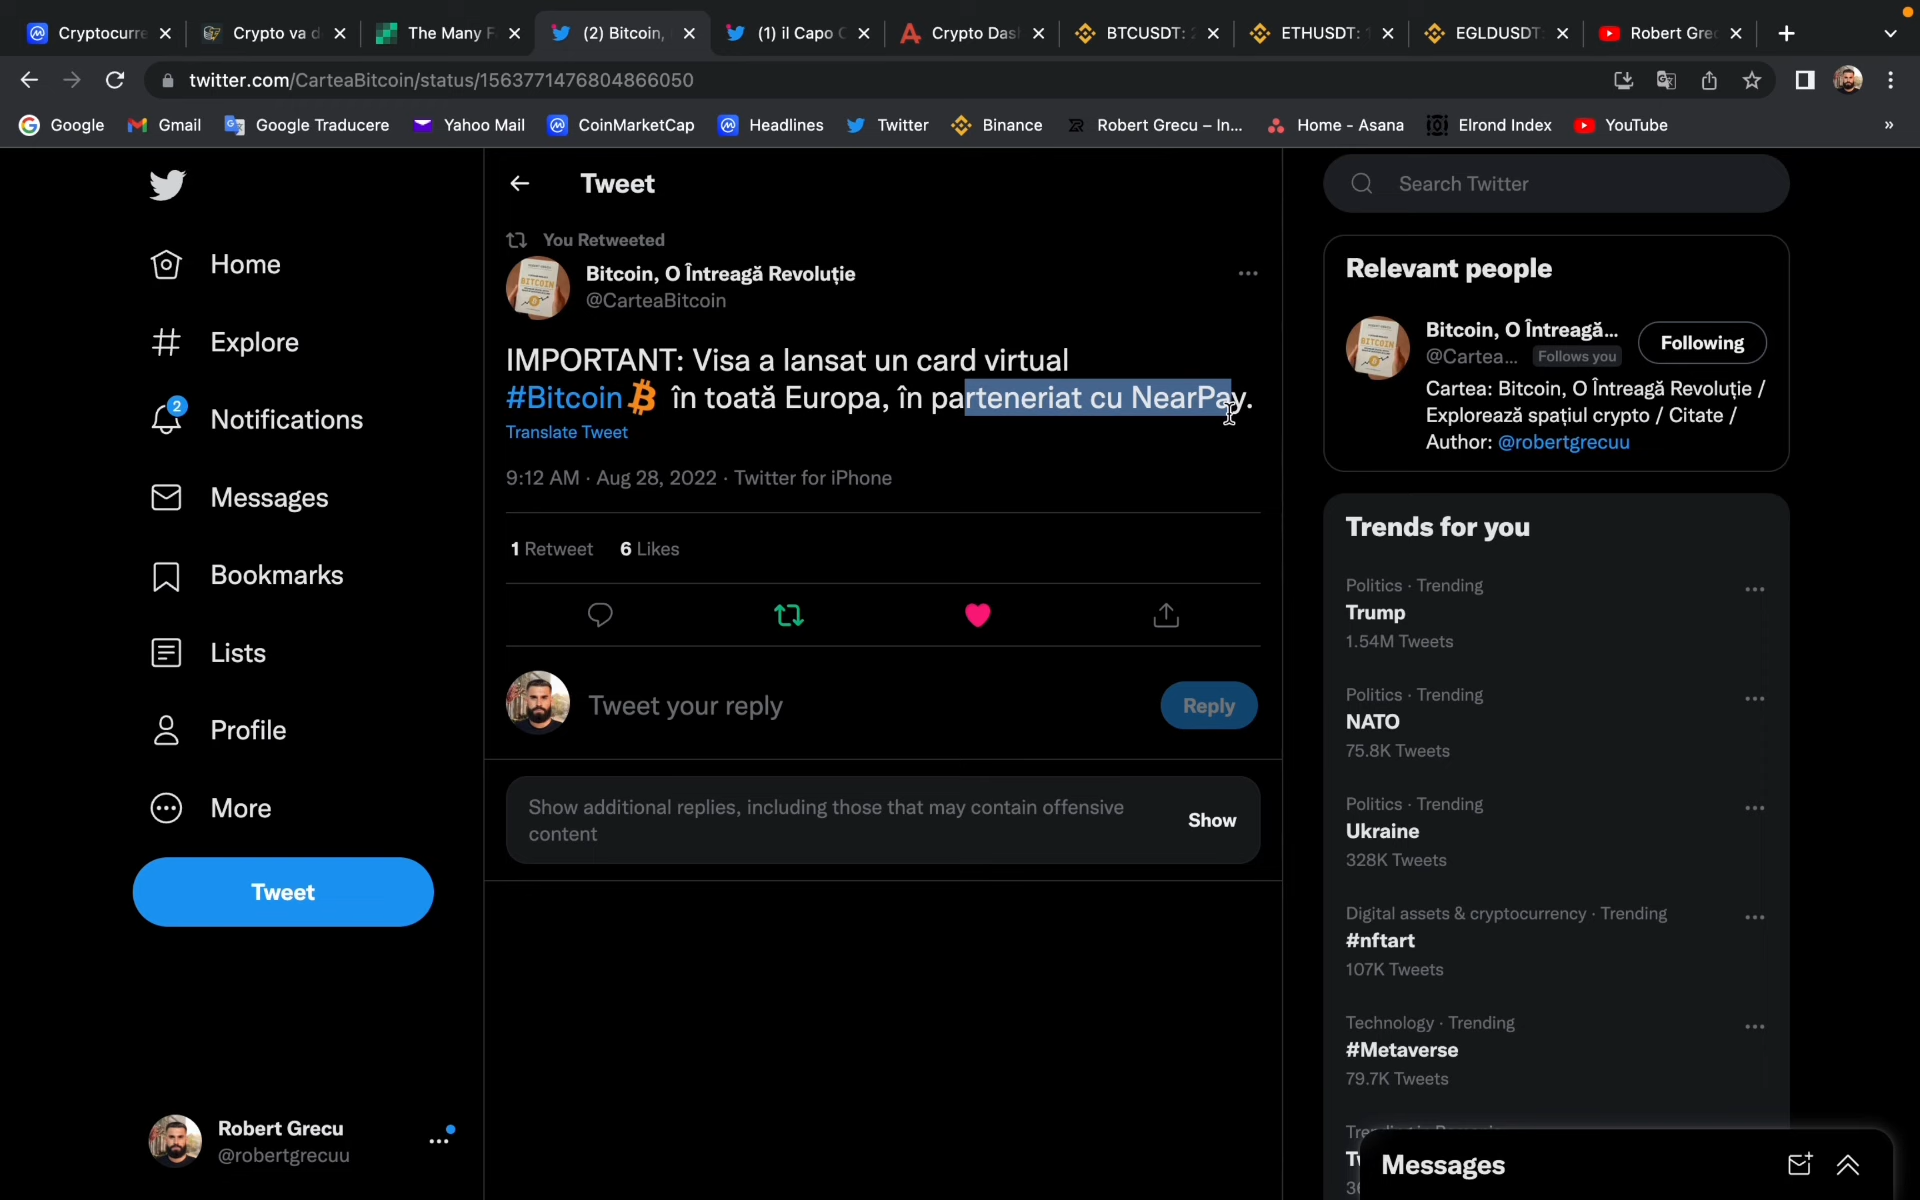 Cryptocurre
Crypto va d
The Many F
(2) Bitcoin,
(1) il Capo
Crypto Das
BTCUSDT:
ETHUSDT:
EGLDUSDT
Robert Grec
twitter.com/CarteaBitcoin/status/1563771476804866050
Google
Gmail
Google Traducere
Yahoo Mail
CoinMarketCap
Headlines
Twitter
Binance
Robert Grecu – In...
Home - Asana
Elrond Index
YouTube
»
Home
Explore
2
Notifications
Messages
Bookmarks
Lists
Profile
More
Tweet
Robert Grecu
@robertgrecuu
Tweet
You Retweeted
Bitcoin, O Întreagă Revoluție
@CarteaBitcoin
IMPORTANT: Visa a lansat un card virtual
#Bitcoin în toată Europa, în parteneriat cu NearPay.
Translate Tweet
9:12 AM · Aug 28, 2022 · Twitter for iPhone
1 Retweet 6 Likes
Tweet your reply
Reply
Show additional replies, including those that may contain offensive
content
Show
Search Twitter
Relevant people
Bitcoin, O Întreagă...
@Cartea... Follows you
Following
Cartea: Bitcoin, O Întreagă Revoluție /
Explorează spațiul crypto / Citate /
Author: @robertgrecuu
Trends for you
Politics · Trending
Trump
1.54M Tweets
Politics · Trending
NATO
75.8K Tweets
Politics · Trending
Ukraine
328K Tweets
Digital assets & cryptocurrency · Trending
#nftart
107K Tweets
Technology · Trending
#Metaverse
79.7K Tweets
Messages